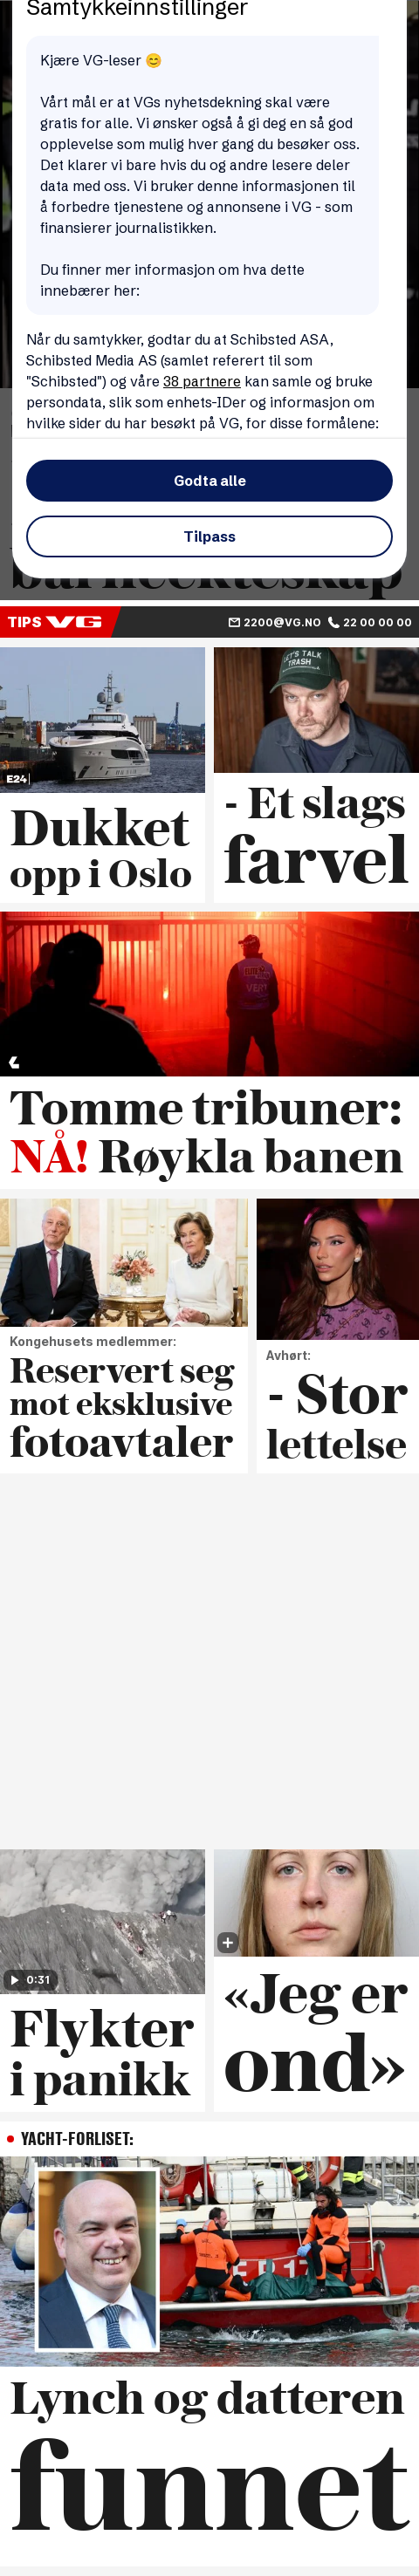 Samtykkeinnstillinger
Kjære VG-leser 😊
Vårt mål er at VGs nyhetsdekning skal være
gratis for alle. Vi ønsker også å gi deg en så god
opplevelse som mulig hver gang du besøker oss.
Det klarer vi bare hvis du og andre lesere deler
data med oss. Vi bruker denne informasjonen til
å forbedre tjenestene og annonsene i VG - som
finansierer journalistikken.
Du finner mer informasjon om hva dette
innebærer her:
Når du samtykker, godtar du at Schibsted ASA,
Schibsted Media AS (samlet referert til som
"Schibsted") og våre 38 partnere kan samle og bruke
persondata, slik som enhets-IDer og informasjon om
hvilke sider du har besøkt på VG, for disse formålene:
Godta alle
Tilpass
barneekteskap
TIPS VG
2200@VG.NO 22 00 00 00
LET'S TALK
TRASH
E24
Dukket
opp i Oslo
- Et slags
farvel
Tomme tribuner:
NÅ! Røykla banen
Kongehusets medlemmer:
Reservert seg
mot eksklusive
fotoavtaler
Avhørt:
- Stor
lettelse
0:31
Flykter
i panikk
«Jeg er
ond»
YACHT-FORLISET:
Lynch og datteren
funnet